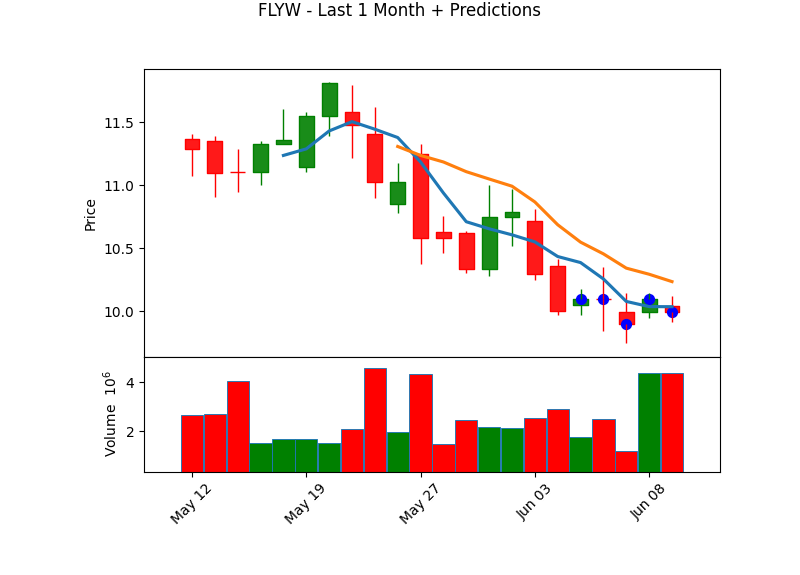 FLYW - Last 1 Month + Predictions
Price
11.5
11.0
10.5
10.0
Volume 10^6
4
2
May 12
May 19
May 27
Jun 03
Jun 08